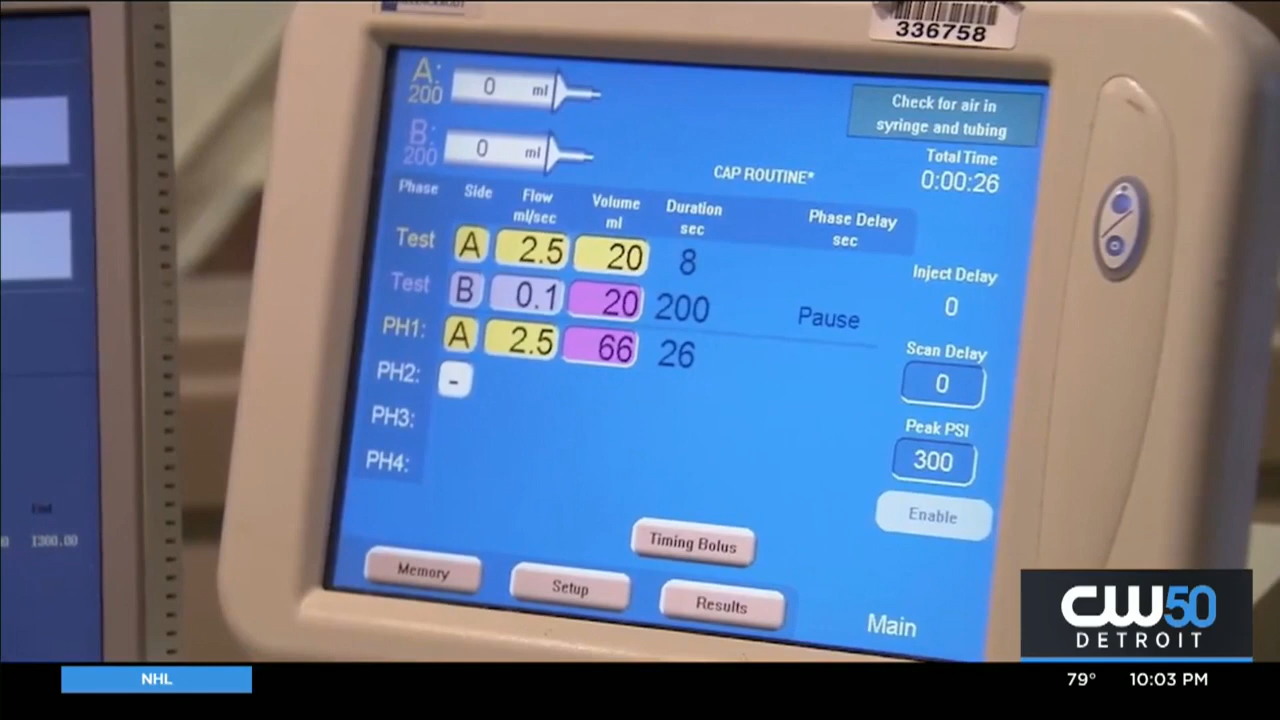 336758
A:
200
0 ml
B:
200
0 ml
Check for air in
syringe and tubing
Total Time
0:00:26
CAP ROUTINE*
Phase Side Flow Volume Duration Phase Delay
ml/sec ml sec sec
Test A 2.5 20 8
Test B 0.1 20 200 Pause
PH1: A 2.5 66 26
PH2: -
PH3:
PH4:
Inject Delay
0
Scan Delay
0
Peak PSI
300
Enable
Timing Bolus
Memory Setup Results
Main
End
I300.00
CW50
DETROIT
NHL 79° 10:03 PM